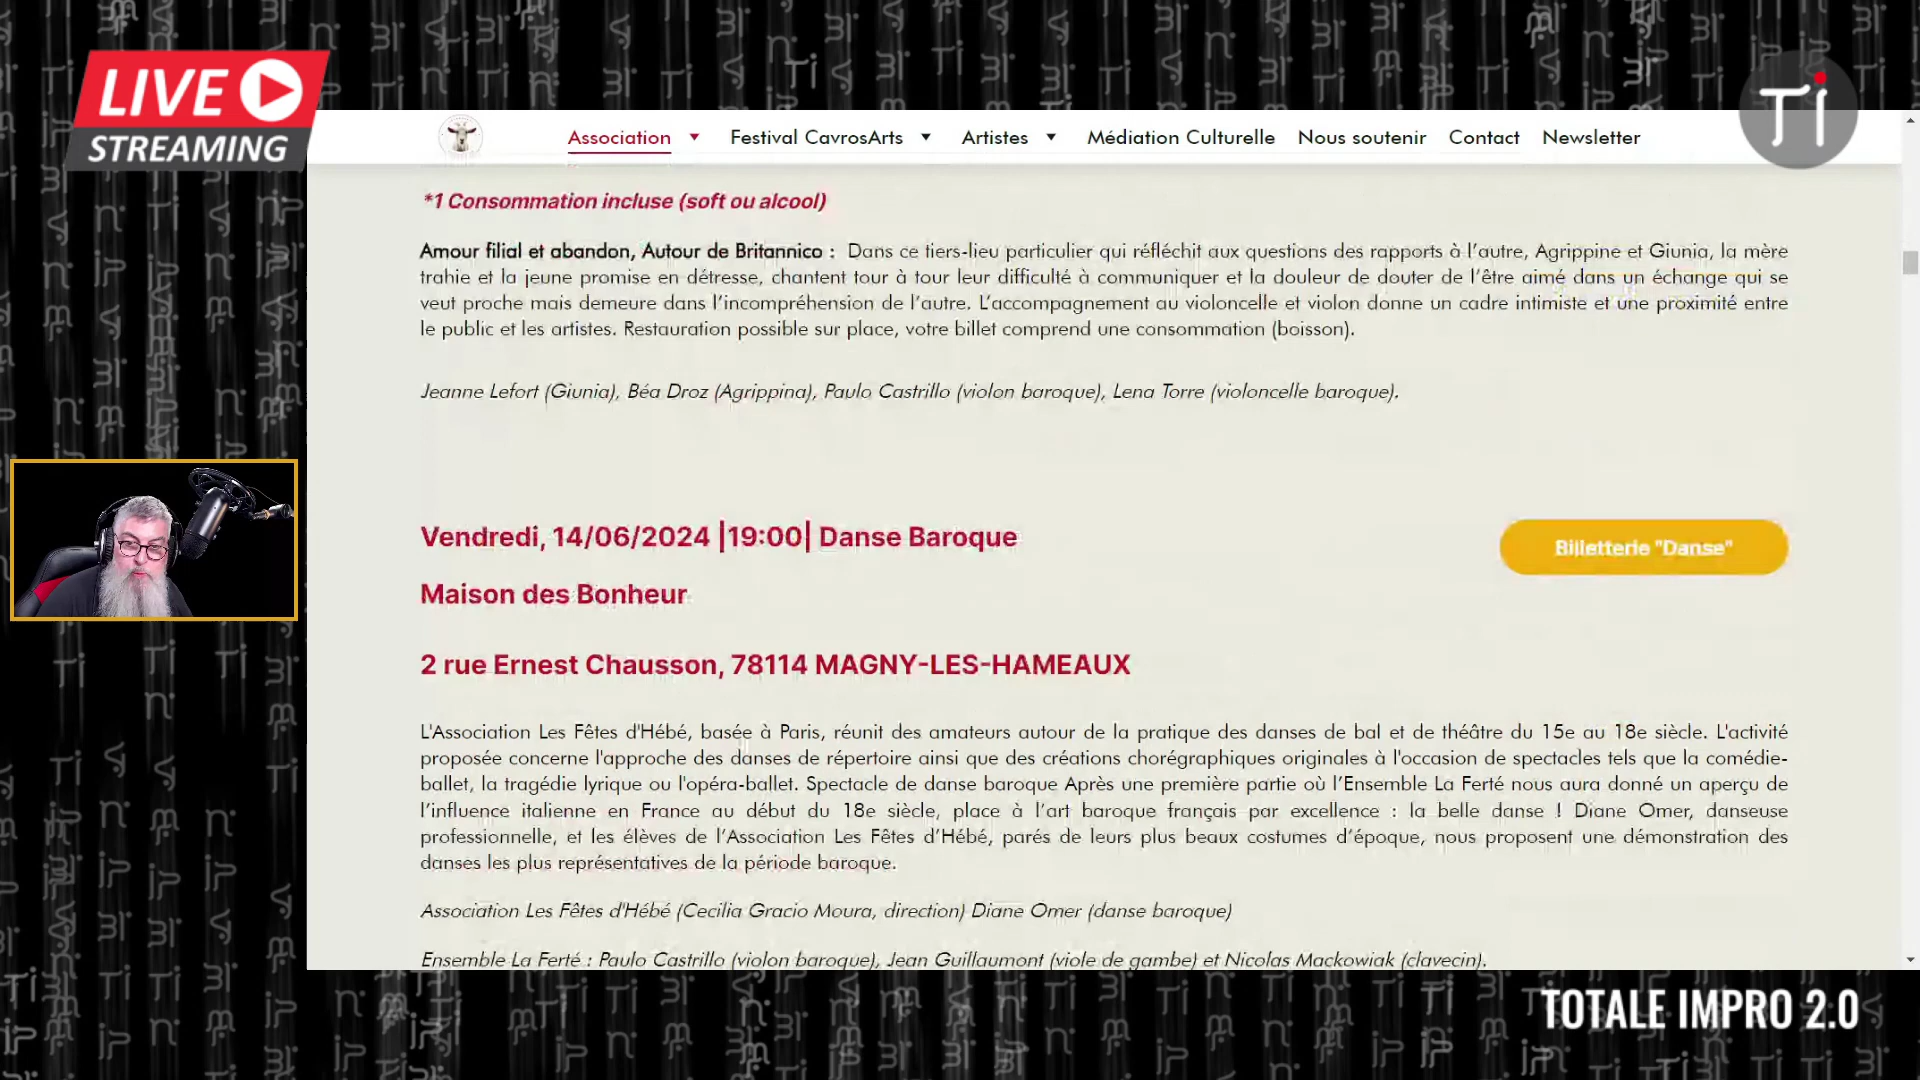 LIVE
STREAMING
Ti
Association Festival CavrosArts Artistes Médiation Culturelle Nous soutenir Contact Newsletter
*1 Consommation incluse (soft ou alcool)
Amour filial et abandon, Autour de Britannico : Dans ce tiers-lieu particulier qui réfléchit aux questions des rapports à l’autre, Agrippine et Giunia, la mère
trahie et la jeune promise en détresse, chantent tour à tour leur difficulté à communiquer et la douleur de douter de l’être aimé dans un échange qui se
veut proche mais demeure dans l’incompréhension de l’autre. L’accompagnement au violoncelle et violon donne un cadre intimiste et une proximité entre
le public et les artistes. Restauration possible sur place, votre billet comprend une consommation (boisson).
Jeanne Lefort (Giunia), Béa Droz (Agrippina), Paulo Castrillo (violon baroque), Lena Torre (violoncelle baroque).
Vendredi, 14/06/2024 |19:00| Danse Baroque
Billetterie "Danse"
Maison des Bonheur
2 rue Ernest Chausson, 78114 MAGNY-LES-HAMEAUX
L'Association Les Fêtes d'Hébé, basée à Paris, réunit des amateurs autour de la pratique des danses de bal et de théâtre du 15e au 18e siècle. L'activité
proposée concerne l'approche des danses de répertoire ainsi que des créations chorégraphiques originales à l'occasion de spectacles tels que la comédie-
ballet, la tragédie lyrique ou l'opéra-ballet. Spectacle de danse baroque Après une première partie où l’Ensemble La Ferté nous aura donné un aperçu de
l’influence italienne en France au début du 18e siècle, place à l’art baroque français par excellence : la belle danse ! Diane Omer, danseuse
professionnelle, et les élèves de l’Association Les Fêtes d’Hébé, parés de leurs plus beaux costumes d’époque, nous proposent une démonstration des
danses les plus représentatives de la période baroque.
Association Les Fêtes d'Hébé (Cecilia Gracio Moura, direction) Diane Omer (danse baroque)
Ensemble La Ferté : Paulo Castrillo (violon baroque), Jean Guillaumont (viole de gambe) et Nicolas Mackowiak (clavecin).
TOTALE IMPRO 2.0